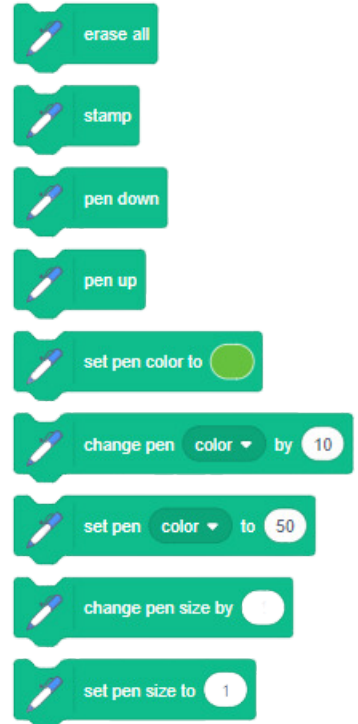 erase all
stamp
pen down
pen up
set pen color to
change pen color by 10
set pen color to 50
change pen size by
set pen size to 1